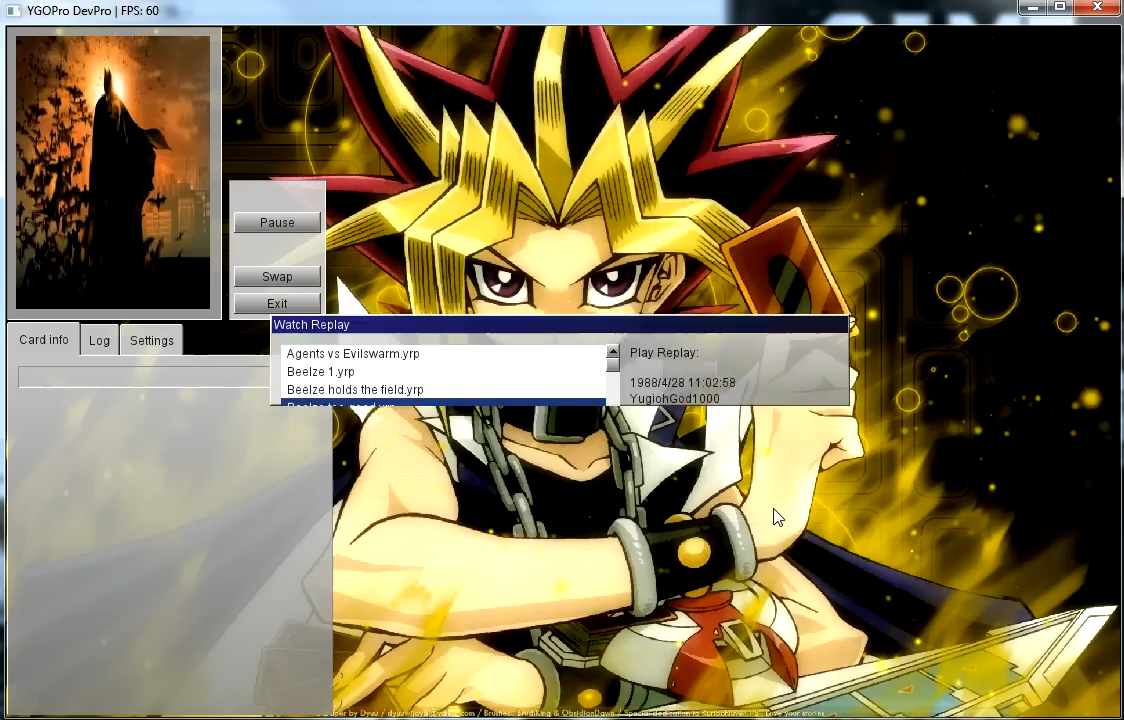 YGOPro DevPro | FPS: 60
Pause
Swap
Exit
Watch Replay
Agents vs Evilswarm.yrp
Beelze 1.yrp
Beelze holds the field.yrp
Play Replay:
1988/4/28 11:02:58
YugiohGod1000
Card info
Log
Settings